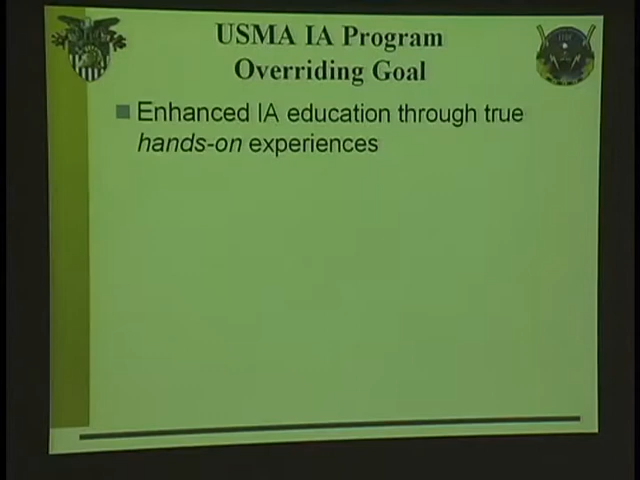 USMA IA Program
Overriding Goal
Enhanced IA education through true
hands-on experiences